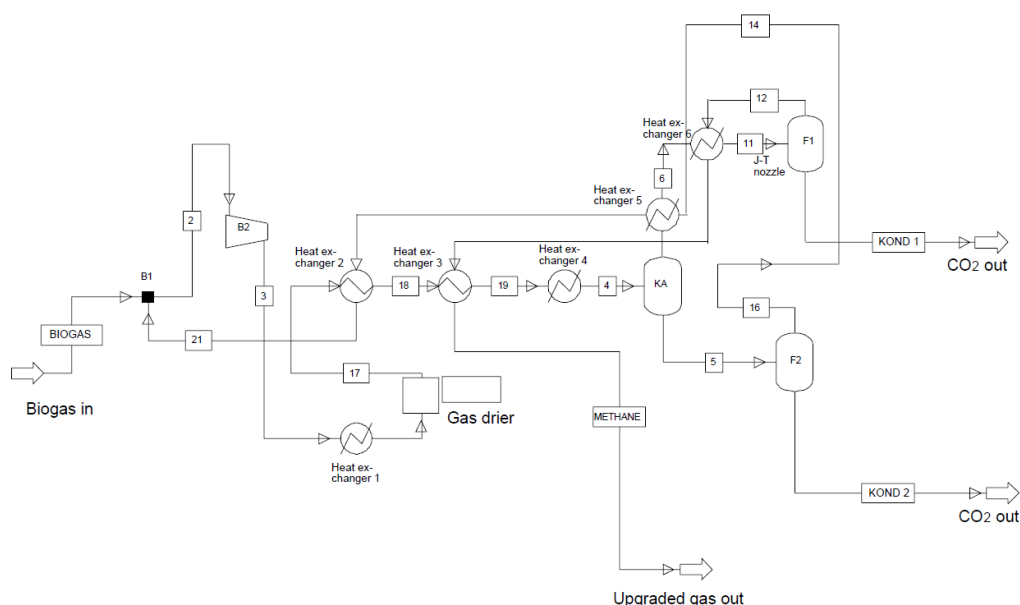 14
12
Heat ex-
changer 6
11
F1
J-T
nozzle
6
Heat ex-
changer 5
2
B2
KOND 1
CO2 out
Heat ex-
changer 2
Heat ex-
changer 3
Heat ex-
changer 4
B1
3
18
19
4
KA
16
BIOGAS
21
5
F2
17
Biogas in
Gas drier
METHANE
Heat ex-
changer 1
KOND 2
CO2 out
Upgraded gas out